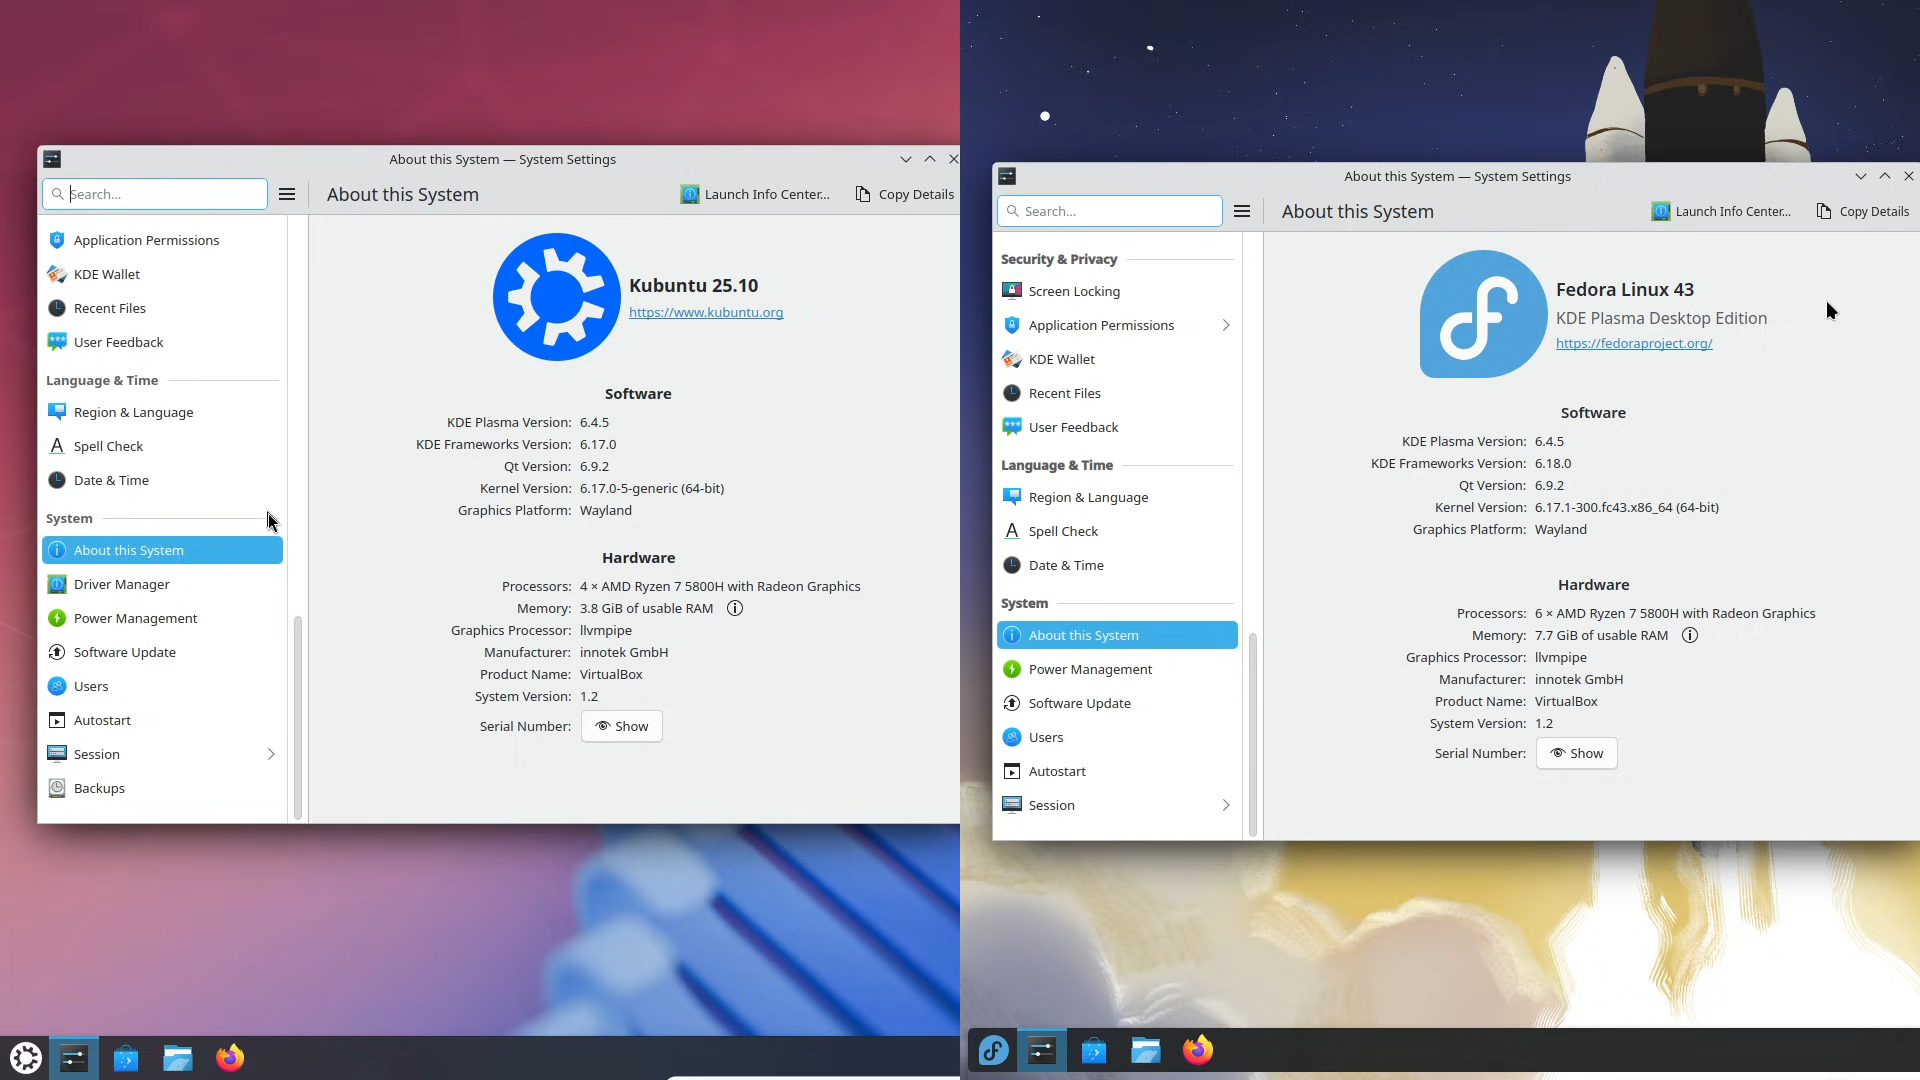 About this System — System Settings
Search...
About this System
Launch Info Center...
Copy Details
Application Permissions
KDE Wallet
Recent Files
User Feedback
Language & Time
Region & Language
Spell Check
Date & Time
System
About this System
Driver Manager
Power Management
Software Update
Users
Autostart
Session
Backups
Kubuntu 25.10
https://www.kubuntu.org
Software
KDE Plasma Version: 6.4.5
KDE Frameworks Version: 6.17.0
Qt Version: 6.9.2
Kernel Version: 6.17.0-5-generic (64-bit)
Graphics Platform: Wayland
Hardware
Processors: 4 × AMD Ryzen 7 5800H with Radeon Graphics
Memory: 3.8 GiB of usable RAM
Graphics Processor: llvmpipe
Manufacturer: innotek GmbH
Product Name: VirtualBox
System Version: 1.2
Serial Number: Show
About this System — System Settings
Search...
About this System
Launch Info Center...
Copy Details
Security & Privacy
Screen Locking
Application Permissions
KDE Wallet
Recent Files
User Feedback
Language & Time
Region & Language
Spell Check
Date & Time
System
About this System
Power Management
Software Update
Users
Autostart
Session
Fedora Linux 43
KDE Plasma Desktop Edition
https://fedoraproject.org/
Software
KDE Plasma Version: 6.4.5
KDE Frameworks Version: 6.18.0
Qt Version: 6.9.2
Kernel Version: 6.17.1-300.fc43.x86_64 (64-bit)
Graphics Platform: Wayland
Hardware
Processors: 6 × AMD Ryzen 7 5800H with Radeon Graphics
Memory: 7.7 GiB of usable RAM
Graphics Processor: llvmpipe
Manufacturer: innotek GmbH
Product Name: VirtualBox
System Version: 1.2
Serial Number: Show